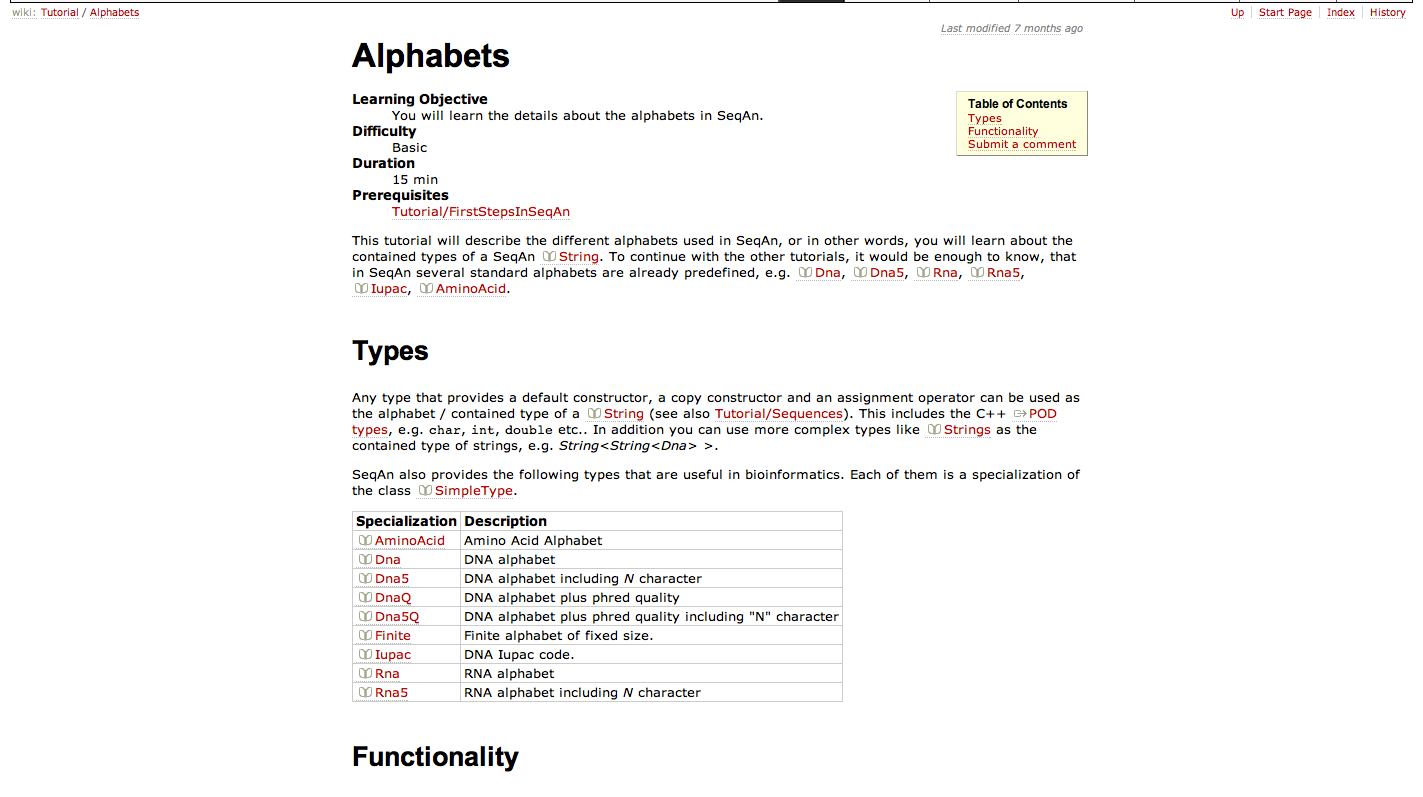 wiki: Tutorial / Alphabets
Up Start Page Index History
Last modified 7 months ago
Alphabets
Learning Objective
You will learn the details about the alphabets in SeqAn.
Difficulty
Basic
Duration
15 min
Prerequisites
Tutorial/FirstStepsInSeqAn
Table of Contents
Types
Functionality
Submit a comment
This tutorial will describe the different alphabets used in SeqAn, or in other words, you will learn about the
contained types of a SeqAn String. To continue with the other tutorials, it would be enough to know, that
in SeqAn several standard alphabets are already predefined, e.g. Dna, Dna5, Rna, Rna5,
Iupac, AminoAcid.
Types
Any type that provides a default constructor, a copy constructor and an assignment operator can be used as
the alphabet / contained type of a String (see also Tutorial/Sequences). This includes the C++ POD
types, e.g. char, int, double etc.. In addition you can use more complex types like Strings as the
contained type of strings, e.g. String<String<Dna> >.
SeqAn also provides the following types that are useful in bioinformatics. Each of them is a specialization of
the class SimpleType.
Specialization Description
AminoAcid Amino Acid Alphabet
Dna DNA alphabet
Dna5 DNA alphabet including N character
DnaQ DNA alphabet plus phred quality
Dna5Q DNA alphabet plus phred quality including "N" character
Finite Finite alphabet of fixed size.
Iupac DNA Iupac code.
Rna RNA alphabet
Rna5 RNA alphabet including N character
Functionality